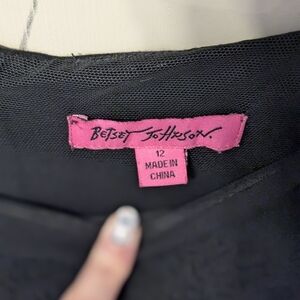 BETSEY JOHNSON.
12
MADE IN
CHINA